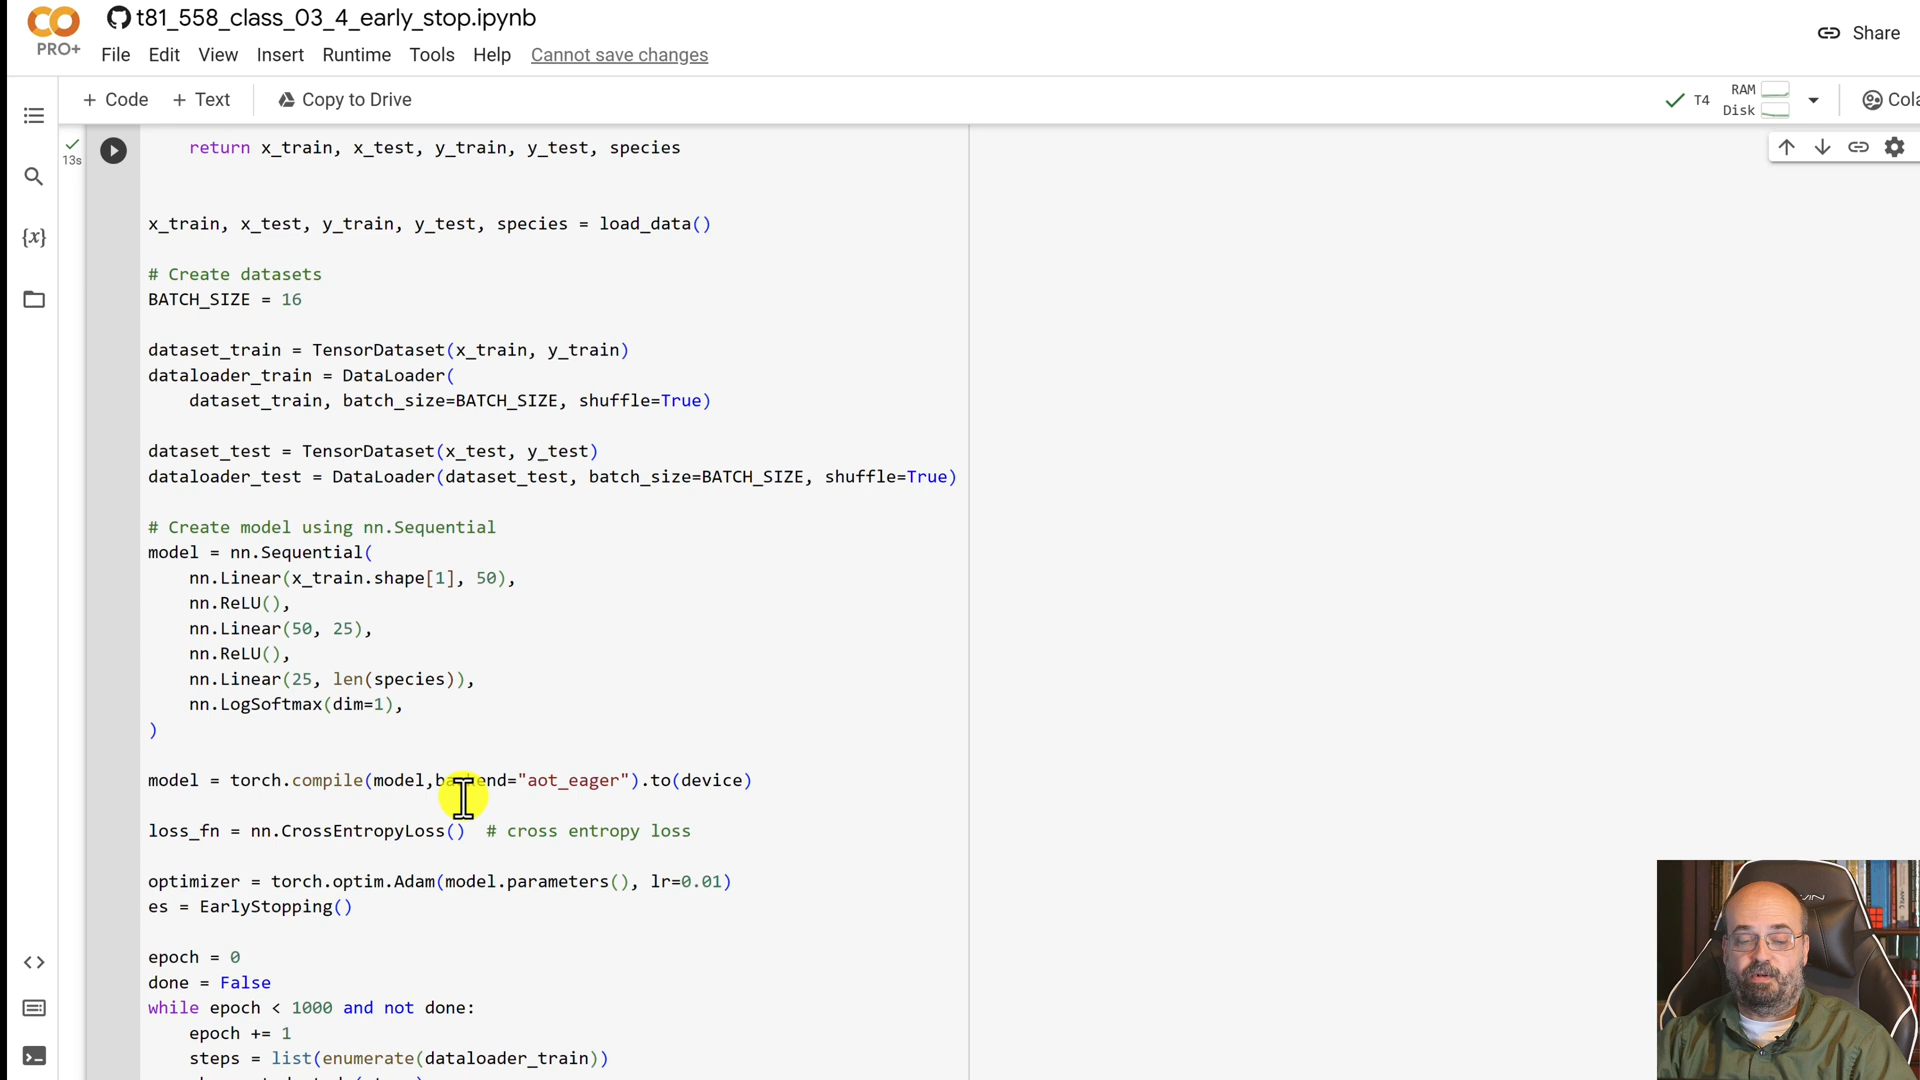 t81_558_class_03_4_early_stop.ipynb
PRO+
File Edit View Insert Runtime Tools Help Cannot save changes
Share
+ Code + Text Copy to Drive
T4
RAM
Disk
13s
{x}
return x_train, x_test, y_train, y_test, species
x_train, x_test, y_train, y_test, species = load_data()
# Create datasets
BATCH_SIZE = 16
dataset_train = TensorDataset(x_train, y_train)
dataloader_train = DataLoader(
dataset_train, batch_size=BATCH_SIZE, shuffle=True)
dataset_test = TensorDataset(x_test, y_test)
dataloader_test = DataLoader(dataset_test, batch_size=BATCH_SIZE, shuffle=True)
# Create model using nn.Sequential
model = nn.Sequential(
nn.Linear(x_train.shape[1], 50),
nn.ReLU(),
nn.Linear(50, 25),
nn.ReLU(),
nn.Linear(25, len(species)),
nn.LogSoftmax(dim=1),
)
model = torch.compile(model,backend="aot_eager").to(device)
loss_fn = nn.CrossEntropyLoss() # cross entropy loss
optimizer = torch.optim.Adam(model.parameters(), lr=0.01)
es = EarlyStopping()
epoch = 0
done = False
while epoch < 1000 and not done:
epoch += 1
steps = list(enumerate(dataloader_train))